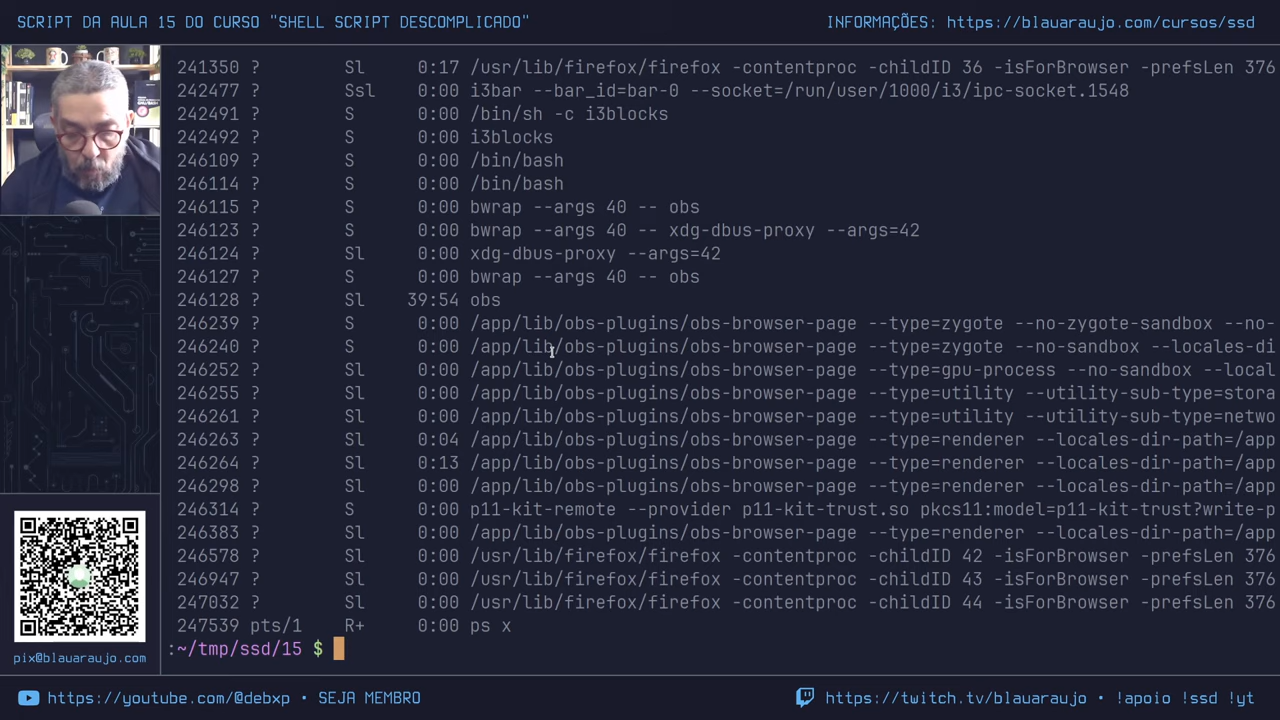 SCRIPT DA AULA 15 DO CURSO "SHELL SCRIPT DESCOMPLICADO"
INFORMAÇÕES: https://blauaraujo.com/cursos/ssd
241350 ? Sl 0:17 /usr/lib/firefox/firefox -contentproc -childID 36 -isForBrowser -prefsLen 376
242477 ? Ssl 0:00 i3bar --bar_id=bar-0 --socket=/run/user/1000/i3/ipc-socket.1548
242491 ? S 0:00 /bin/sh -c i3blocks
242492 ? S 0:00 i3blocks
246109 ? S 0:00 /bin/bash
246114 ? S 0:00 /bin/bash
246115 ? S 0:00 bwrap --args 40 -- obs
246123 ? S 0:00 bwrap --args 40 -- xdg-dbus-proxy --args=42
246124 ? Sl 0:00 xdg-dbus-proxy --args=42
246127 ? S 0:00 bwrap --args 40 -- obs
246128 ? Sl 39:54 obs
246239 ? S 0:00 /app/lib/obs-plugins/obs-browser-page --type=zygote --no-zygote-sandbox --no-
246240 ? S 0:00 /app/lib/obs-plugins/obs-browser-page --type=zygote --no-sandbox --locales-di
246252 ? Sl 0:00 /app/lib/obs-plugins/obs-browser-page --type=gpu-process --no-sandbox --local
246255 ? Sl 0:00 /app/lib/obs-plugins/obs-browser-page --type=utility --utility-sub-type=stora
246261 ? Sl 0:00 /app/lib/obs-plugins/obs-browser-page --type=utility --utility-sub-type=netwo
246263 ? Sl 0:04 /app/lib/obs-plugins/obs-browser-page --type=renderer --locales-dir-path=/app
246264 ? Sl 0:13 /app/lib/obs-plugins/obs-browser-page --type=renderer --locales-dir-path=/app
246298 ? Sl 0:00 /app/lib/obs-plugins/obs-browser-page --type=renderer --locales-dir-path=/app
246314 ? S 0:00 p11-kit-remote --provider p11-kit-trust.so pkcs11:model=p11-kit-trust?write-p
246383 ? Sl 0:00 /app/lib/obs-plugins/obs-browser-page --type=renderer --locales-dir-path=/app
246578 ? Sl 0:00 /usr/lib/firefox/firefox -contentproc -childID 42 -isForBrowser -prefsLen 376
246947 ? Sl 0:00 /usr/lib/firefox/firefox -contentproc -childID 43 -isForBrowser -prefsLen 376
247032 ? Sl 0:00 /usr/lib/firefox/firefox -contentproc -childID 44 -isForBrowser -prefsLen 376
247539 pts/1 R+ 0:00 ps x
:~/tmp/ssd/15 $
pix@blauaraujo.com
https://youtube.com/@debxp • SEJA MEMBRO
https://twitch.tv/blauaraujo • !apoio !ssd !yt